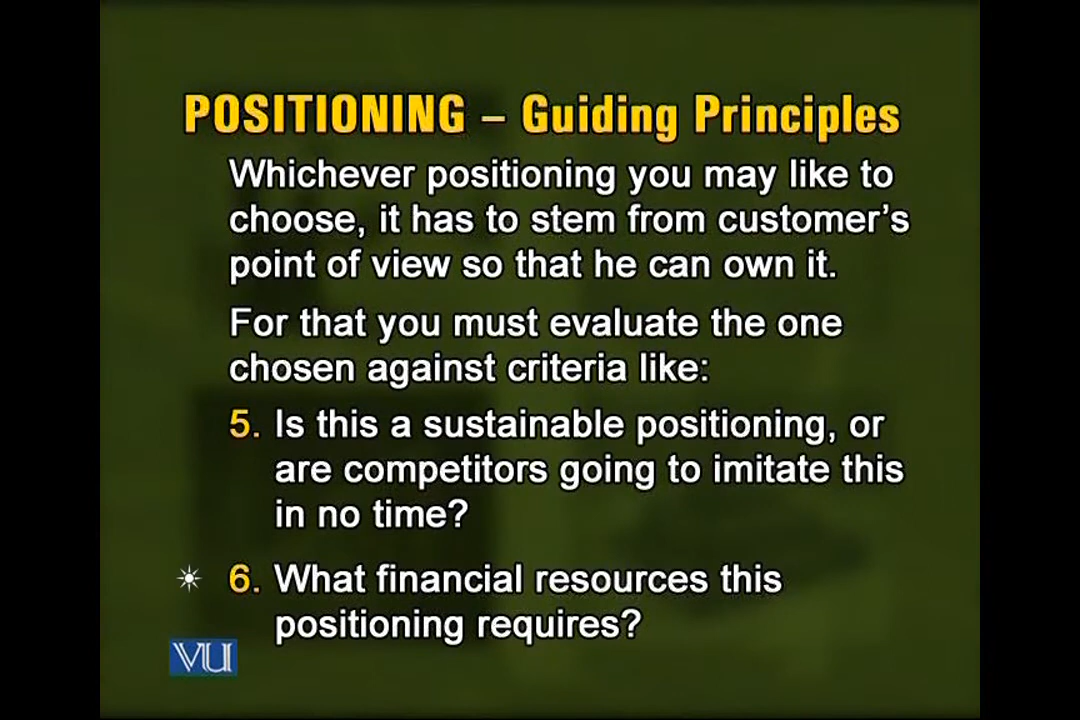 POSITIONING – Guiding Principles
Whichever positioning you may like to
choose, it has to stem from customer’s
point of view so that he can own it.
For that you must evaluate the one
chosen against criteria like:
5. Is this a sustainable positioning, or
are competitors going to imitate this
in no time?
6. What financial resources this
positioning requires?
VU